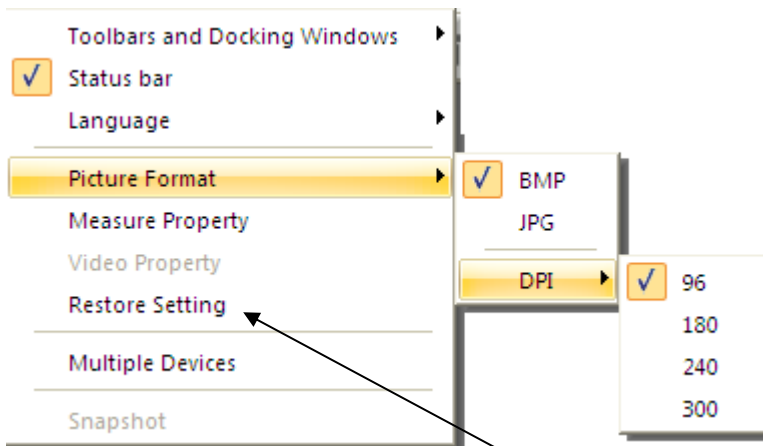 Toolbars and Docking Windows
Status bar
Language
Picture Format
Measure Property
Video Property
Restore Setting
Multiple Devices
Snapshot
BMP
JPG
DPI
96
180
240
300